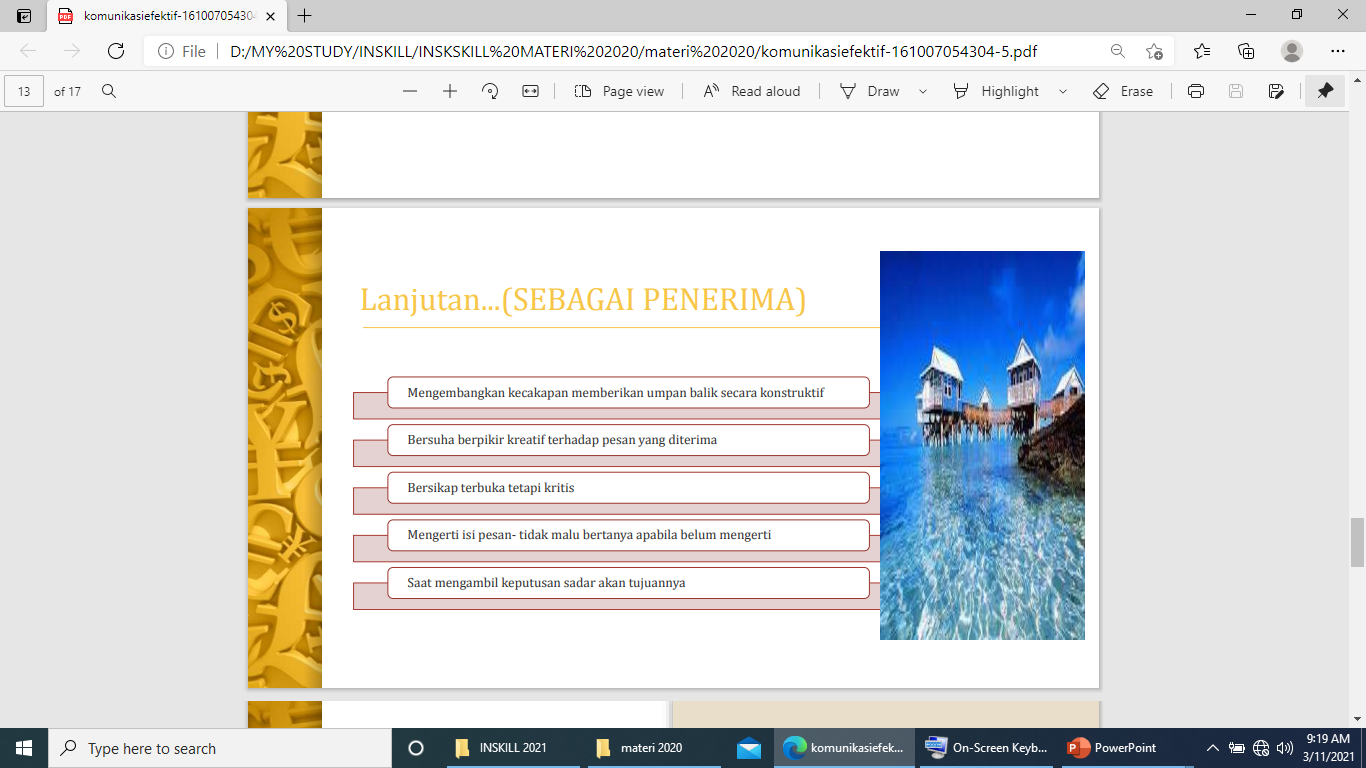 komunikasiefektif-161007054304
File
D:/MY%20STUDY/INSKILL/INSKSKILL%20MATERI%202020/materi%202020/komunikasiefektif-161007054304-5.pdf
13 of 17
Page view
Read aloud
Draw
Highlight
Erase
Lanjutan...(SEBAGAI PENERIMA)
Mengembangkan kecakapan memberikan umpan balik secara konstruktif
Bersuha berpikir kreatif terhadap pesan yang diterima
Bersikap terbuka tetapi kritis
Mengerti isi pesan- tidak malu bertanya apabila belum mengerti
Saat mengambil keputusan sadar akan tujuannya
Type here to search
INSKILL 2021
materi 2020
komunikasiefek...
On-Screen Keyb...
PowerPoint
9:19 AM
3/11/2021